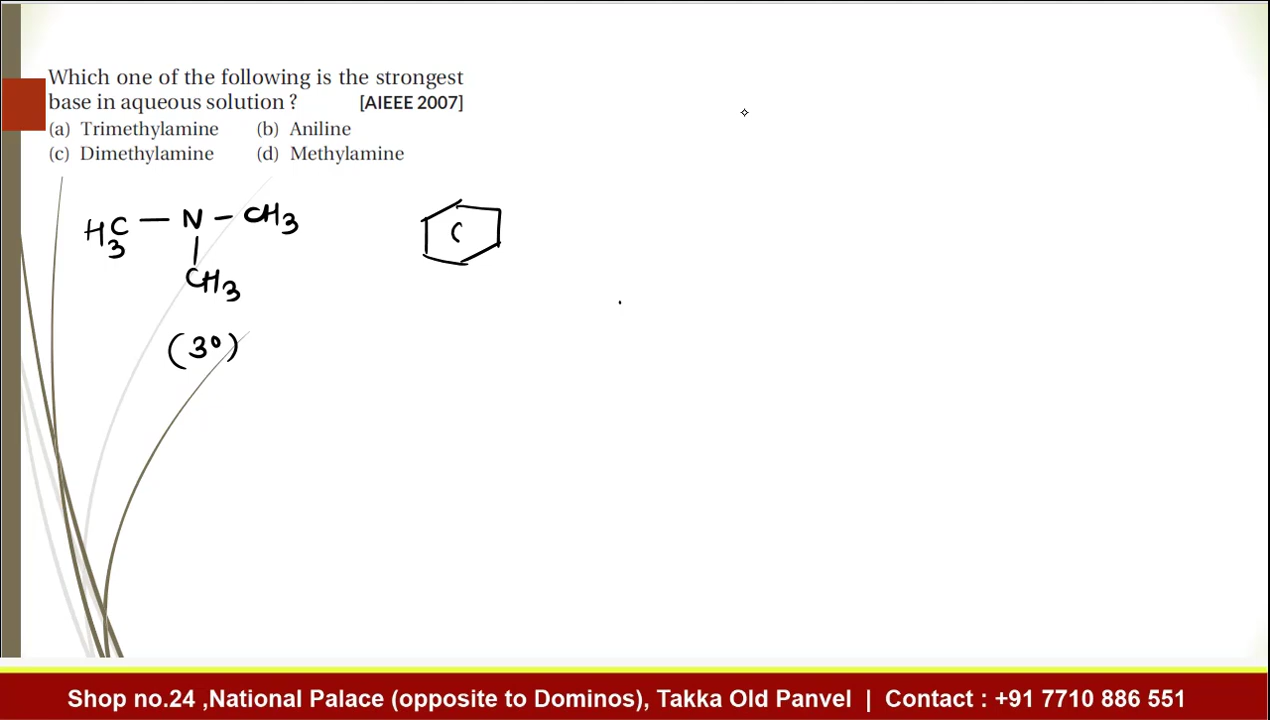 Which one of the following is the strongest
base in aqueous solution ? [AIEEE 2007]
(a) Trimethylamine (b) Aniline
(c) Dimethylamine (d) Methylamine
H3C — N — CH3
|
CH3
(3°)
Shop no.24 ,National Palace (opposite to Dominos), Takka Old Panvel | Contact : +91 7710 886 551